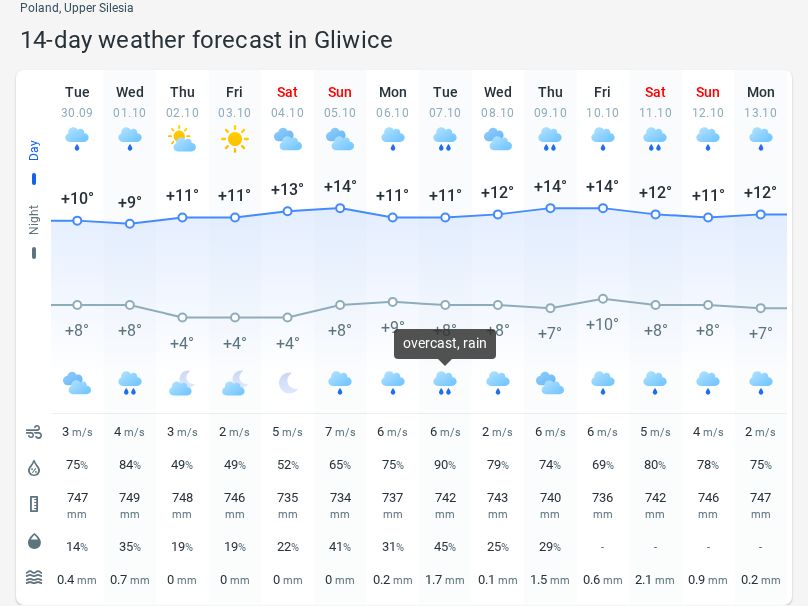 Poland, Upper Silesia
14-day weather forecast in Gliwice
Tue Wed Thu Fri Sat Sun Mon Tue Wed Thu Fri Sat Sun Mon
30.09 01.10 02.10 03.10 04.10 05.10 06.10 07.10 08.10 09.10 10.10 11.10 12.10 13.10
Day
+10° +9° +11° +11° +13° +14° +11° +11° +12° +14° +14° +12° +11° +12°
Night
+8° +8° +4° +4° +4° +8° +9° +8° +8° +7° +10° +8° +8° +7°
overcast, rain
3 m/s 4 m/s 3 m/s 2 m/s 5 m/s 7 m/s 6 m/s 6 m/s 2 m/s 6 m/s 6 m/s 5 m/s 4 m/s 2 m/s
75% 84% 49% 49% 52% 65% 75% 90% 79% 74% 69% 80% 78% 75%
747 749 748 746 735 734 737 742 743 740 736 742 746 747
mm mm mm mm mm mm mm mm mm mm mm mm mm mm
14% 35% 19% 19% 22% 41% 31% 45% 25% 29% - - - -
0.4 mm 0.7 mm 0 mm 0 mm 0 mm 0 mm 0.2 mm 1.7 mm 0.1 mm 1.5 mm 0.6 mm 2.1 mm 0.9 mm 0.2 mm